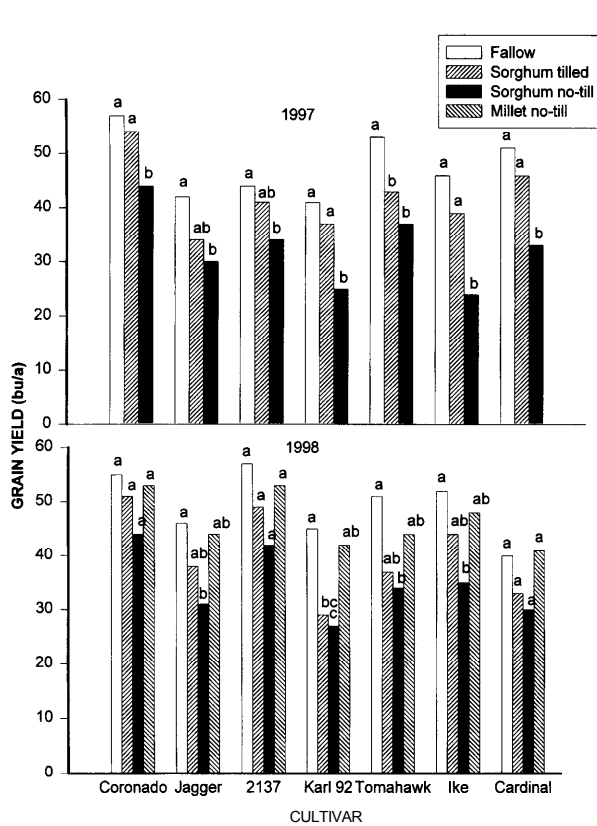 Fallow
Sorghum tilled
Sorghum no-till
Millet no-till
1997
60
50
40
30
20
10
0
a a b
a ab b
a ab b
a a b
a b b
a a b
a a b
GRAIN YIELD (bu/a)
1998
60
50
40
30
20
10
0
a a a a
a ab b ab
a a a a
a bc c ab
a ab b ab
a ab b ab
a a a a
Coronado Jagger 2137 Karl 92 Tomahawk Ike Cardinal
CULTIVAR